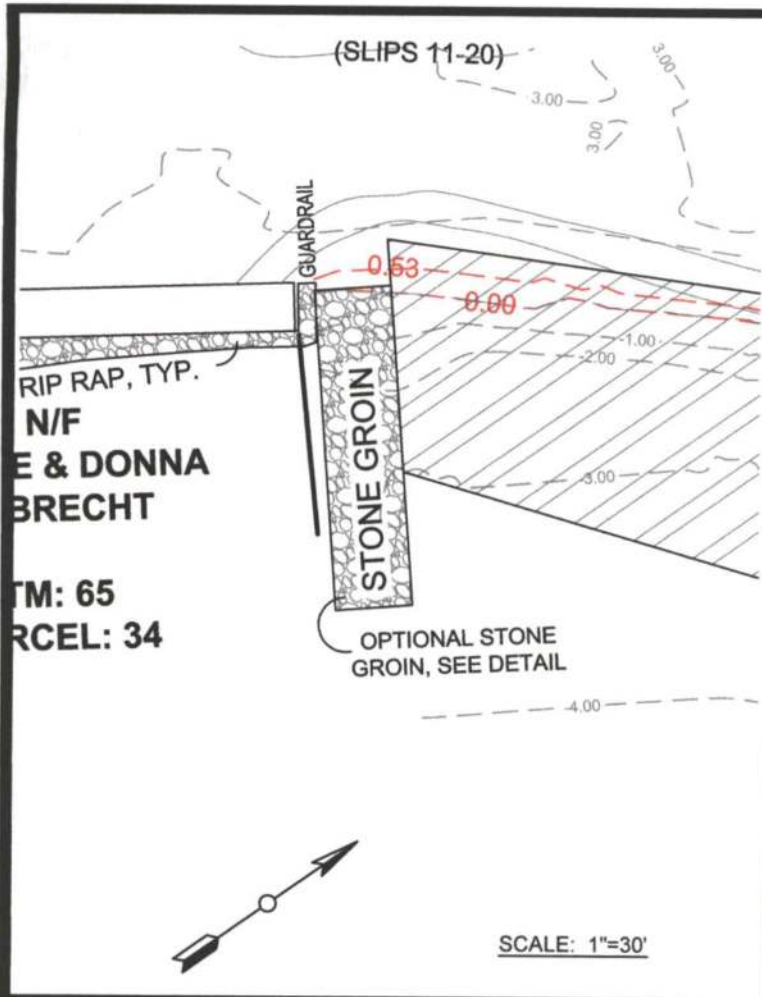 (SLIPS 11-20)
3.00
3.00
3.00
GUARDRAIL
0.53
0.00
-1.00
-2.00
RIP RAP, TYP.
N/F
E & DONNA
BRECHT
STONE GROIN
-3.00
TM: 65
RCEL: 34
OPTIONAL STONE
GROIN, SEE DETAIL
-4.00
SCALE: 1"=30'